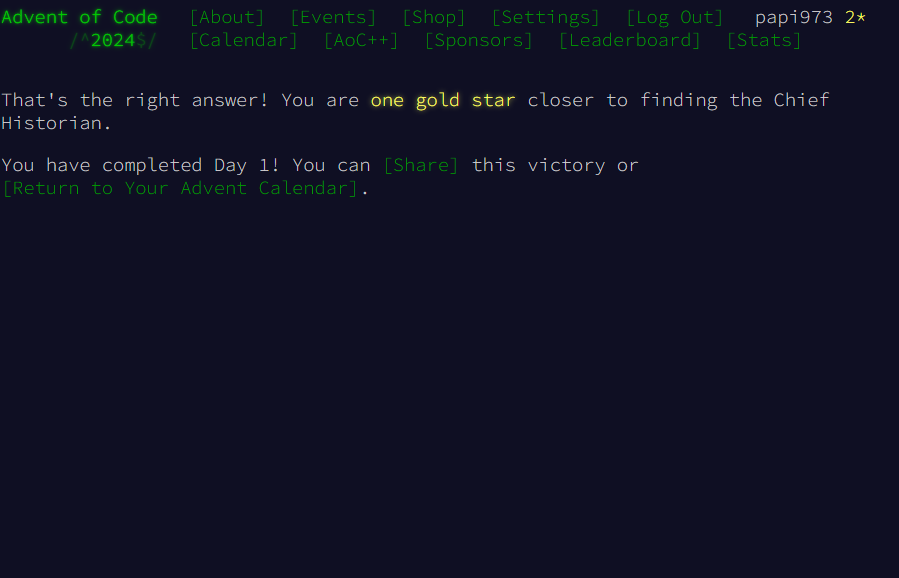 Advent of Code [About] [Events] [Shop] [Settings] [Log Out] papi973 2*
/^2024$/ [Calendar] [AoC++] [Sponsors] [Leaderboard] [Stats]
That's the right answer! You are one gold star closer to finding the Chief
Historian.
You have completed Day 1! You can [Share] this victory or
[Return to Your Advent Calendar].